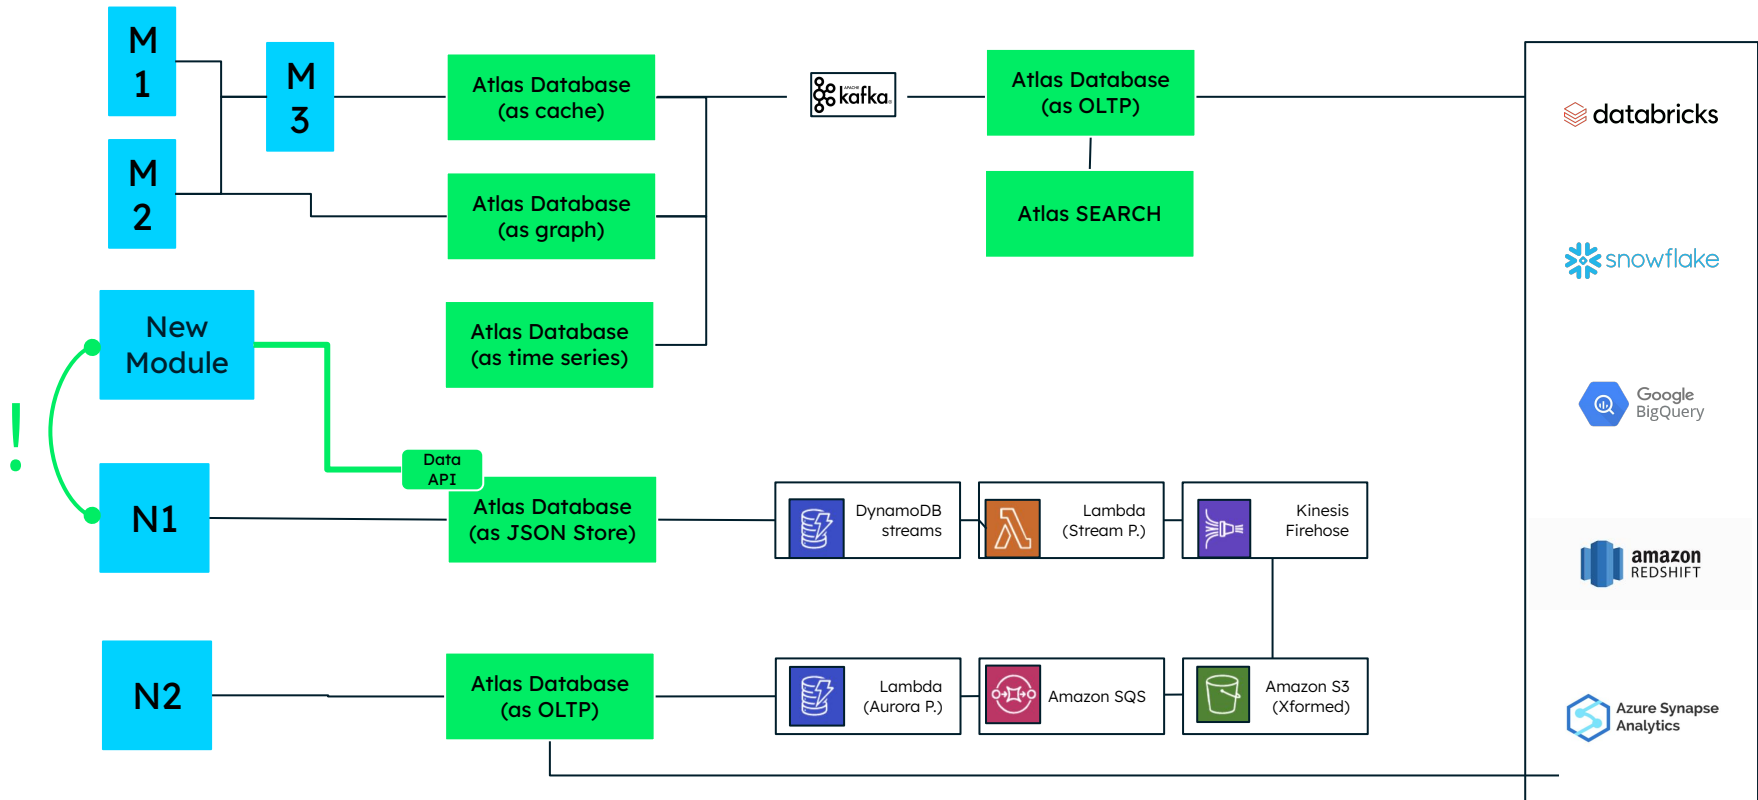 M
1
M
2
M
3
Atlas Database
(as cache)
Atlas Database
(as graph)
Atlas Database
(as time series)
APACHE
kafka
Atlas Database
(as OLTP)
Atlas SEARCH
New
Module
!
Data
API
N1
Atlas Database
(as JSON Store)
DynamoDB
streams
Lambda
(Stream P.)
Kinesis
Firehose
N2
Atlas Database
(as OLTP)
Lambda
(Aurora P.)
Amazon SQS
Amazon S3
(Xformed)
databricks
snowflake
Google
BigQuery
amazon
REDSHIFT
Azure Synapse
Analytics